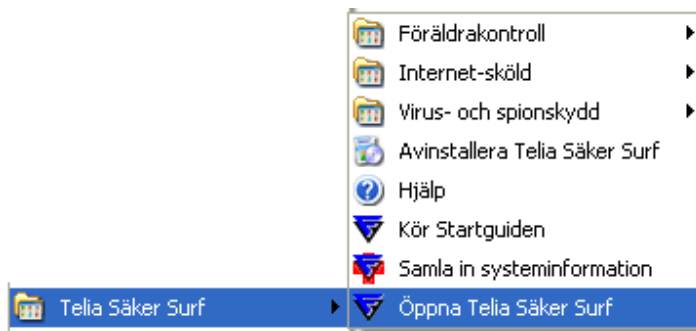 Föräldrakontroll
Internet-sköld
Virus- och spionskydd
Avinstallera Telia Säker Surf
Hjälp
Kör Startguiden
Samla in systeminformation
Telia Säker Surf
Öppna Telia Säker Surf